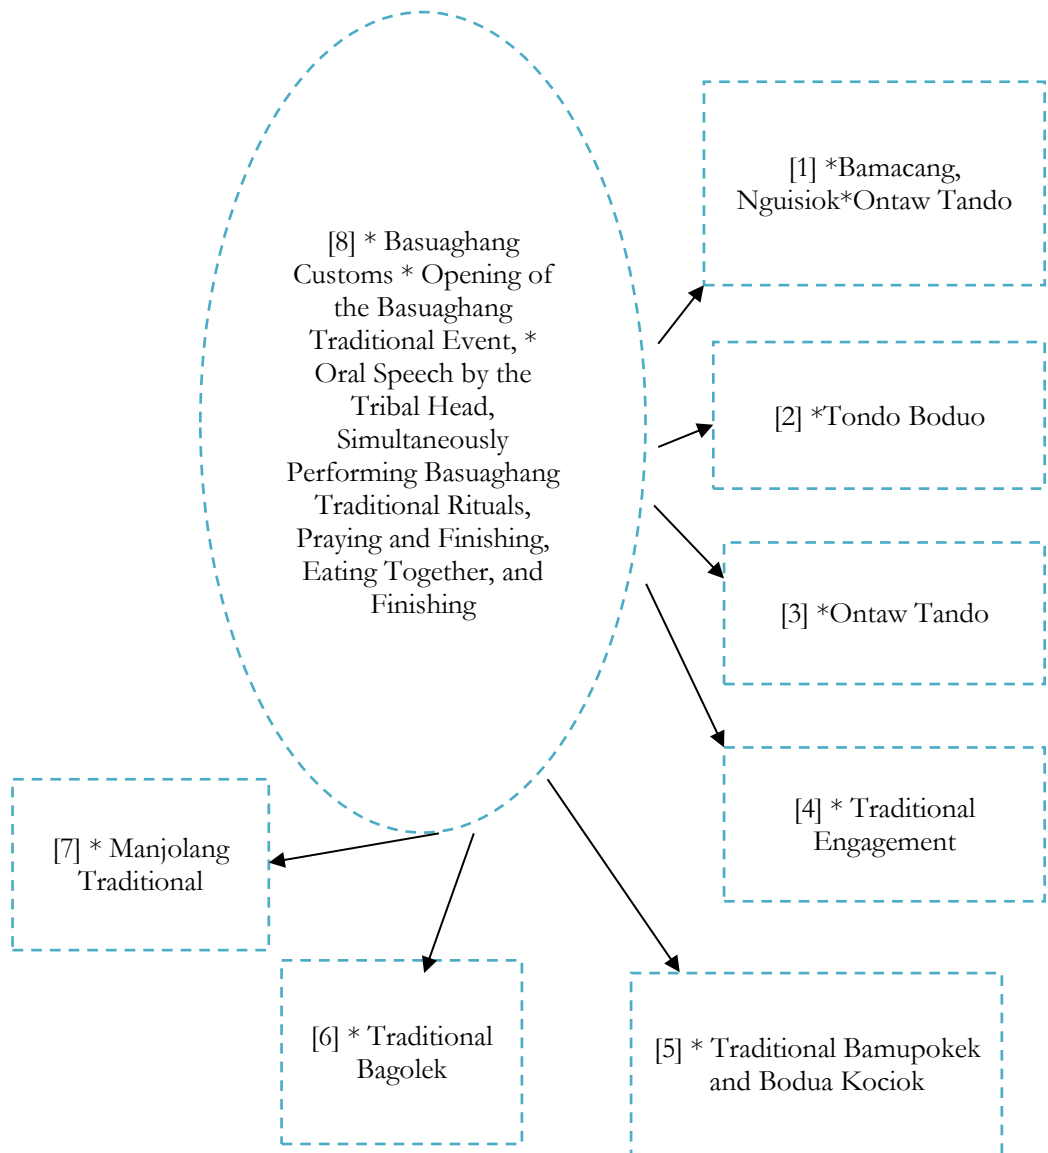 [1] *Bamacang,
Nguisiok*Ontaw Tando
[8] * Basuaghang
Customs * Opening of
the Basuaghang
Traditional Event, *
Oral Speech by the
Tribal Head,
Simultaneously
Performing Basuaghang
Traditional Rituals,
Praying and Finishing,
Eating Together, and
Finishing
[2] *Tondo Boduo
[3] *Ontaw Tando
[4] * Traditional
Engagement
[7] * Manjolang
Traditional
[6] * Traditional
Bagolek
[5] * Traditional Bamupokek
and Bodua Kociok